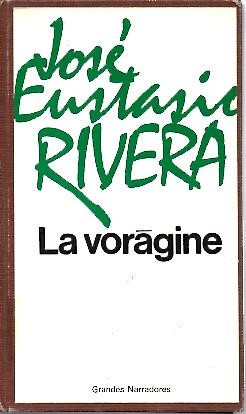 José
Eustasio
RIVERA
La vorágine
Grandes Narradores